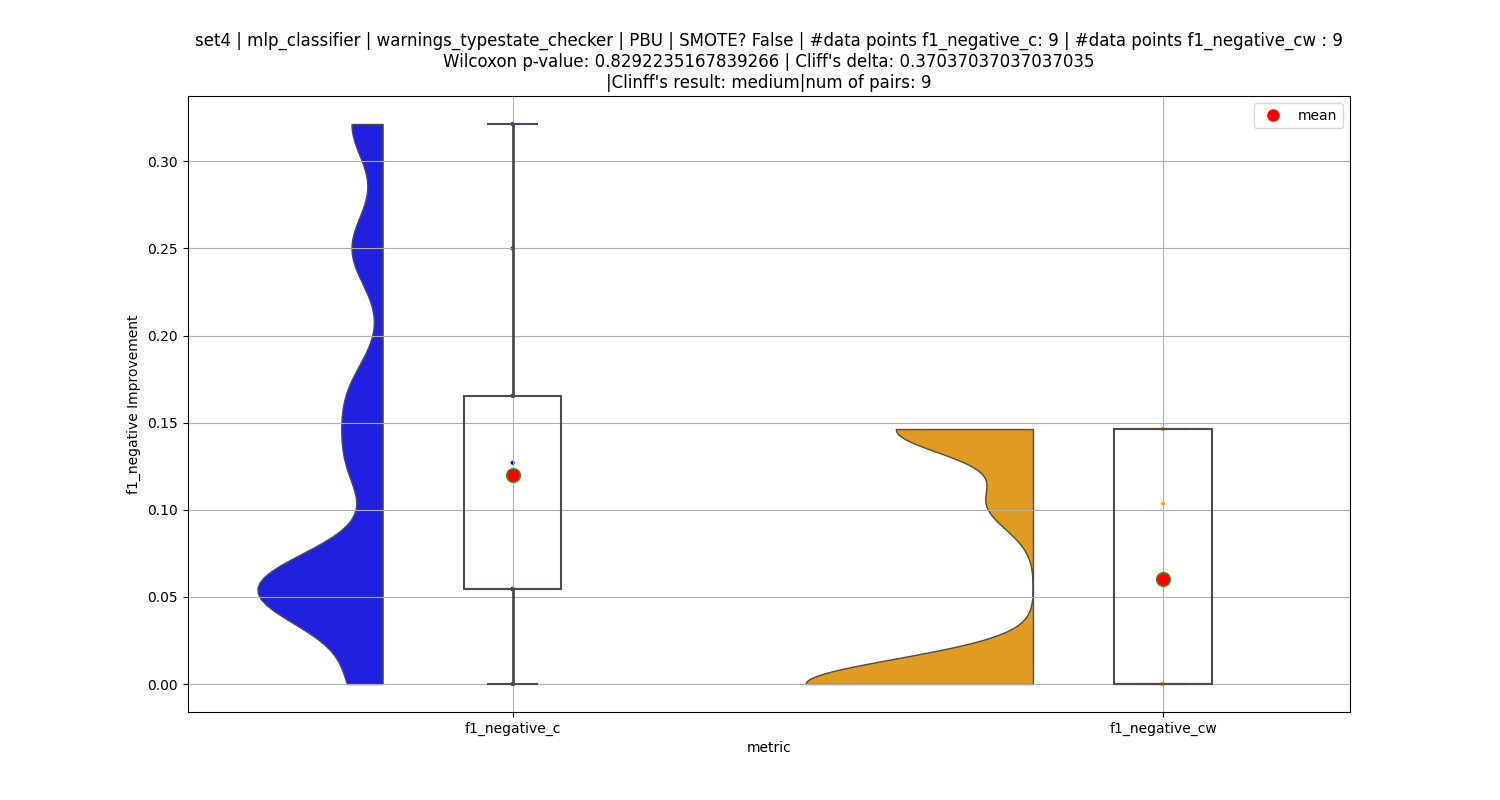 set4 | mlp_classifier | warnings_typestate_checker | PBU | SMOTE? False | #data points f1_negative_c: 9 | #data points f1_negative_cw : 9
Wilcoxon p-value: 0.8292235167839266 | Cliff's delta: 0.37037037037037035
|Clinff's result: medium|num of pairs: 9
mean
0.30
0.25
0.20
0.15
0.10
0.05
0.00
f1_negative Improvement
f1_negative_c
f1_negative_cw
metric